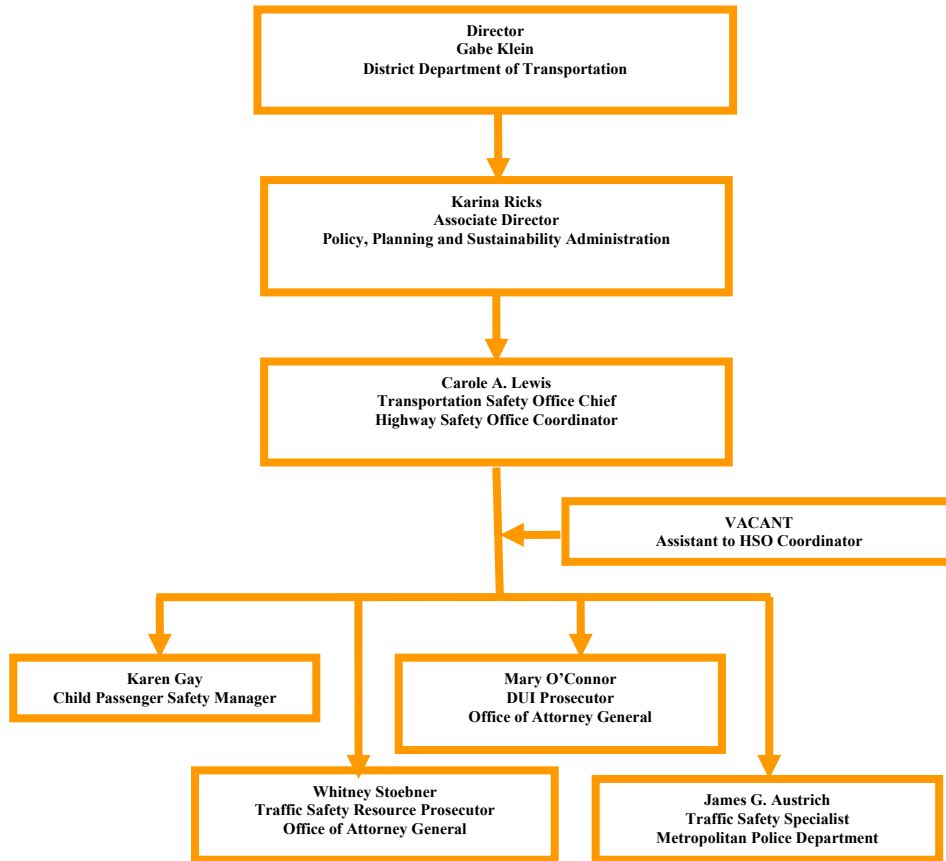 Director
Gabe Klein
District Department of Transportation
Karina Ricks
Associate Director
Policy, Planning and Sustainability Administration
Carole A. Lewis
Transportation Safety Office Chief
Highway Safety Office Coordinator
VACANT
Assistant to HSO Coordinator
Karen Gay
Child Passenger Safety Manager
Mary O’Connor
DUI Prosecutor
Office of Attorney General
Whitney Stoebner
Traffic Safety Resource Prosecutor
Office of Attorney General
James G. Austrich
Traffic Safety Specialist
Metropolitan Police Department